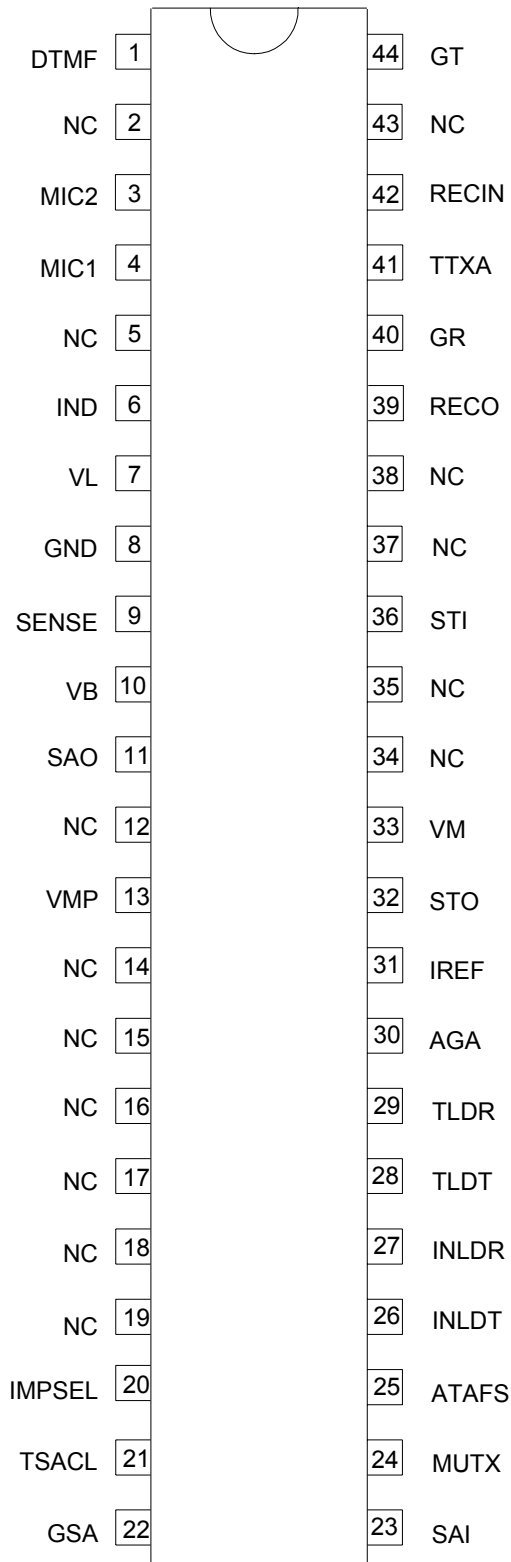 DTMF 1 44 GT
NC 2 43 NC
MIC2 3 42 RECIN
MIC1 4 41 TTXA
NC 5 40 GR
IND 6 39 RECO
VL 7 38 NC
GND 8 37 NC
SENSE 9 36 STI
VB 10 35 NC
SAO 11 34 NC
NC 12 33 VM
VMP 13 32 STO
NC 14 31 IREF
NC 15 30 AGA
NC 16 29 TLDR
NC 17 28 TLDT
NC 18 27 INLDR
NC 19 26 INLDT
IMPSEL 20 25 ATAFS
TSACL 21 24 MUTX
GSA 22 23 SAI